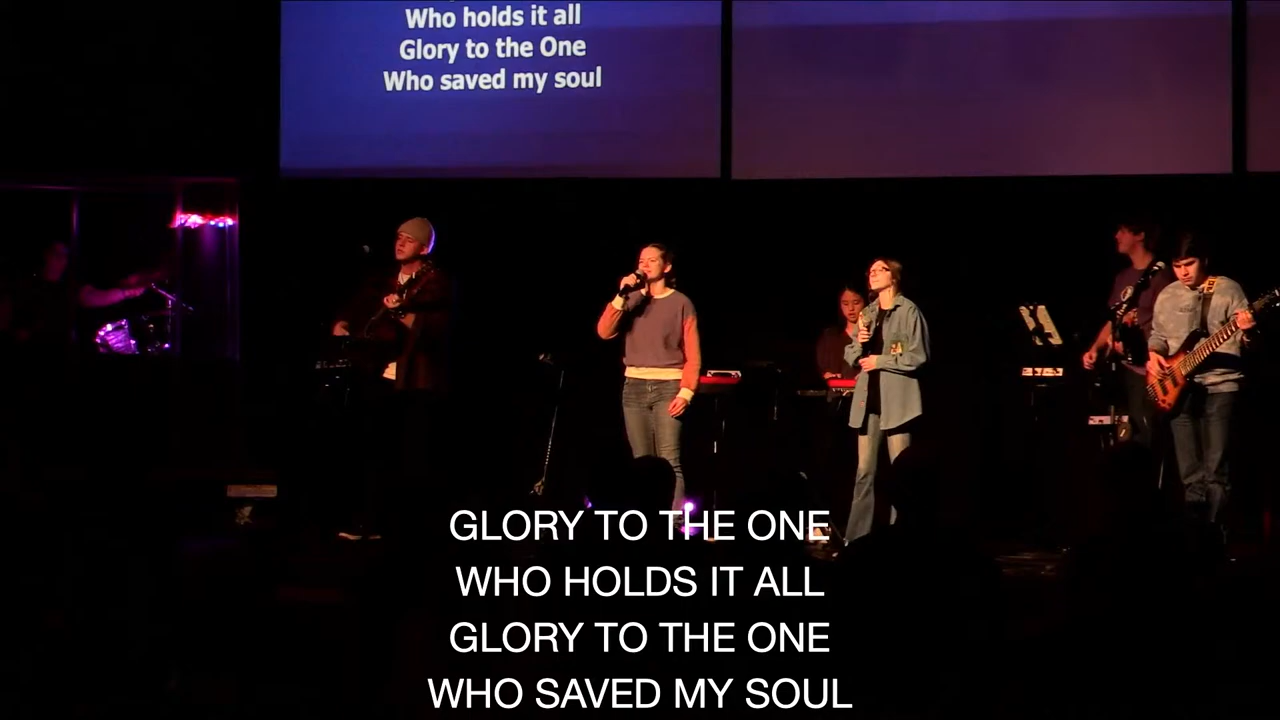 Who holds it all
Glory to the One
Who saved my soul
GLORY TO THE ONE
WHO HOLDS IT ALL
GLORY TO THE ONE
WHO SAVED MY SOUL